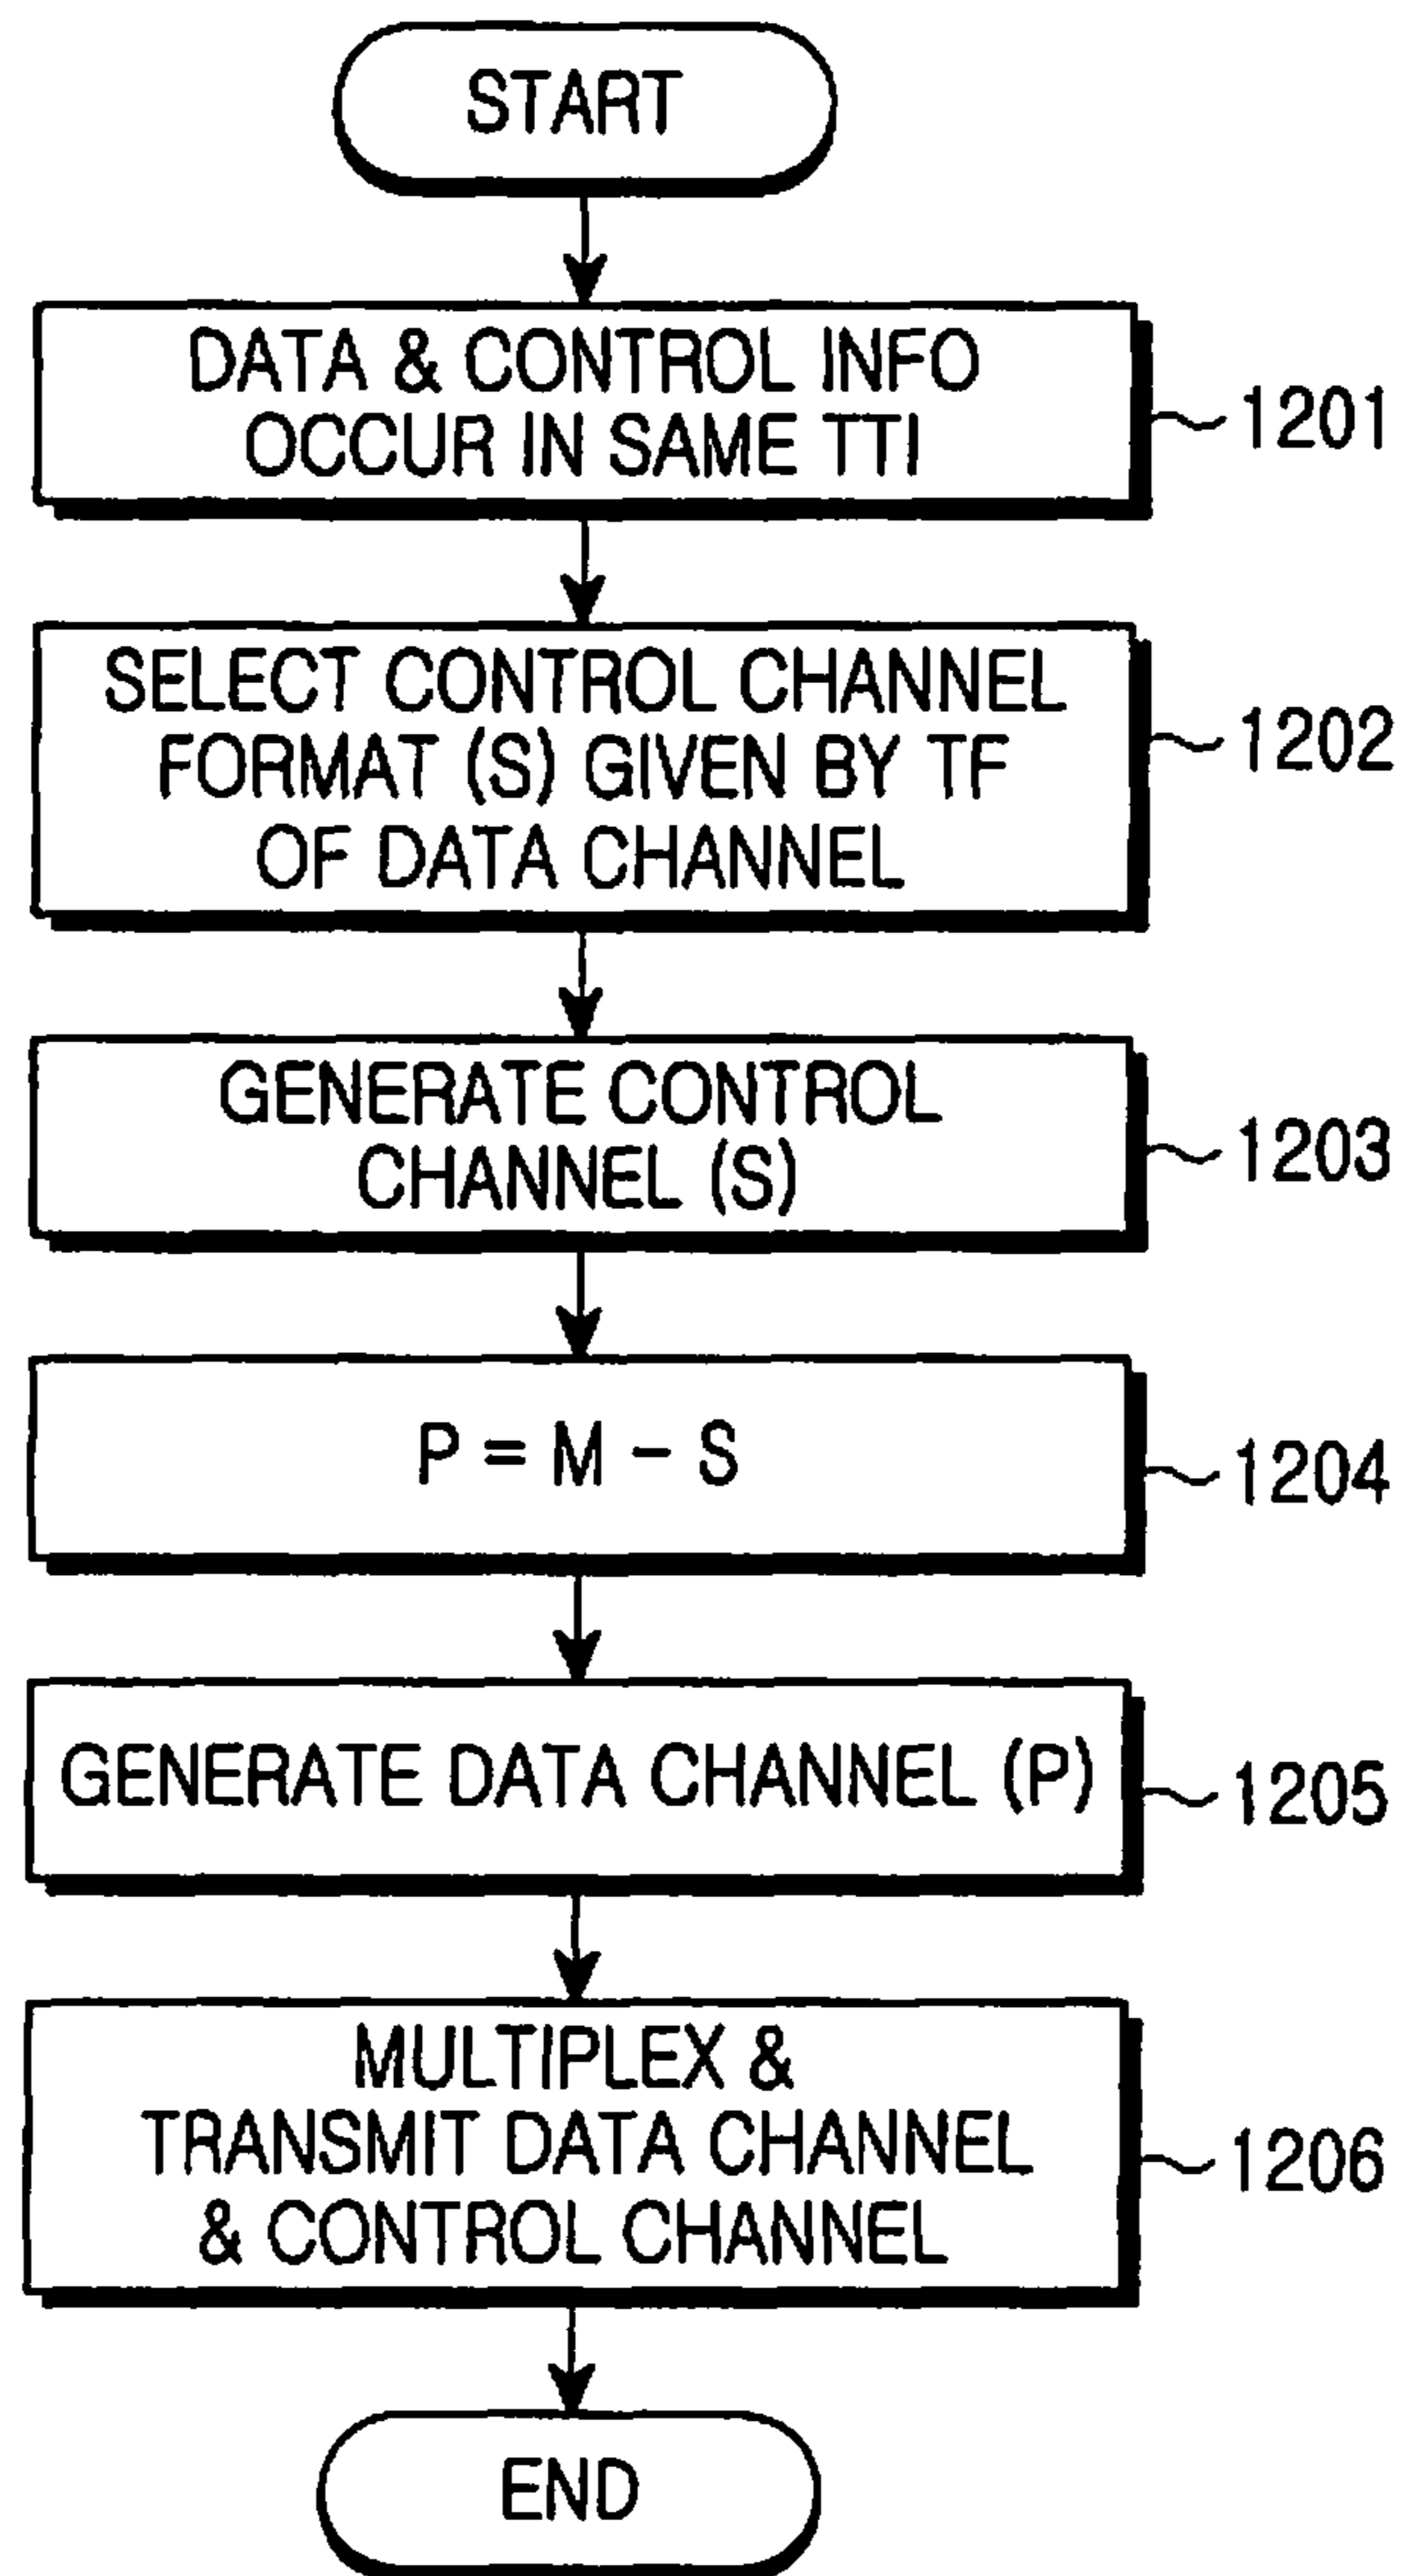 START
DATA & CONTROL INFO
OCCUR IN SAME TTI
1201
SELECT CONTROL CHANNEL
FORMAT (S) GIVEN BY TF
OF DATA CHANNEL
1202
GENERATE CONTROL
CHANNEL (S)
1203
P = M – S
1204
GENERATE DATA CHANNEL (P)
1205
MULTIPLEX &
TRANSMIT DATA CHANNEL
& CONTROL CHANNEL
1206
END